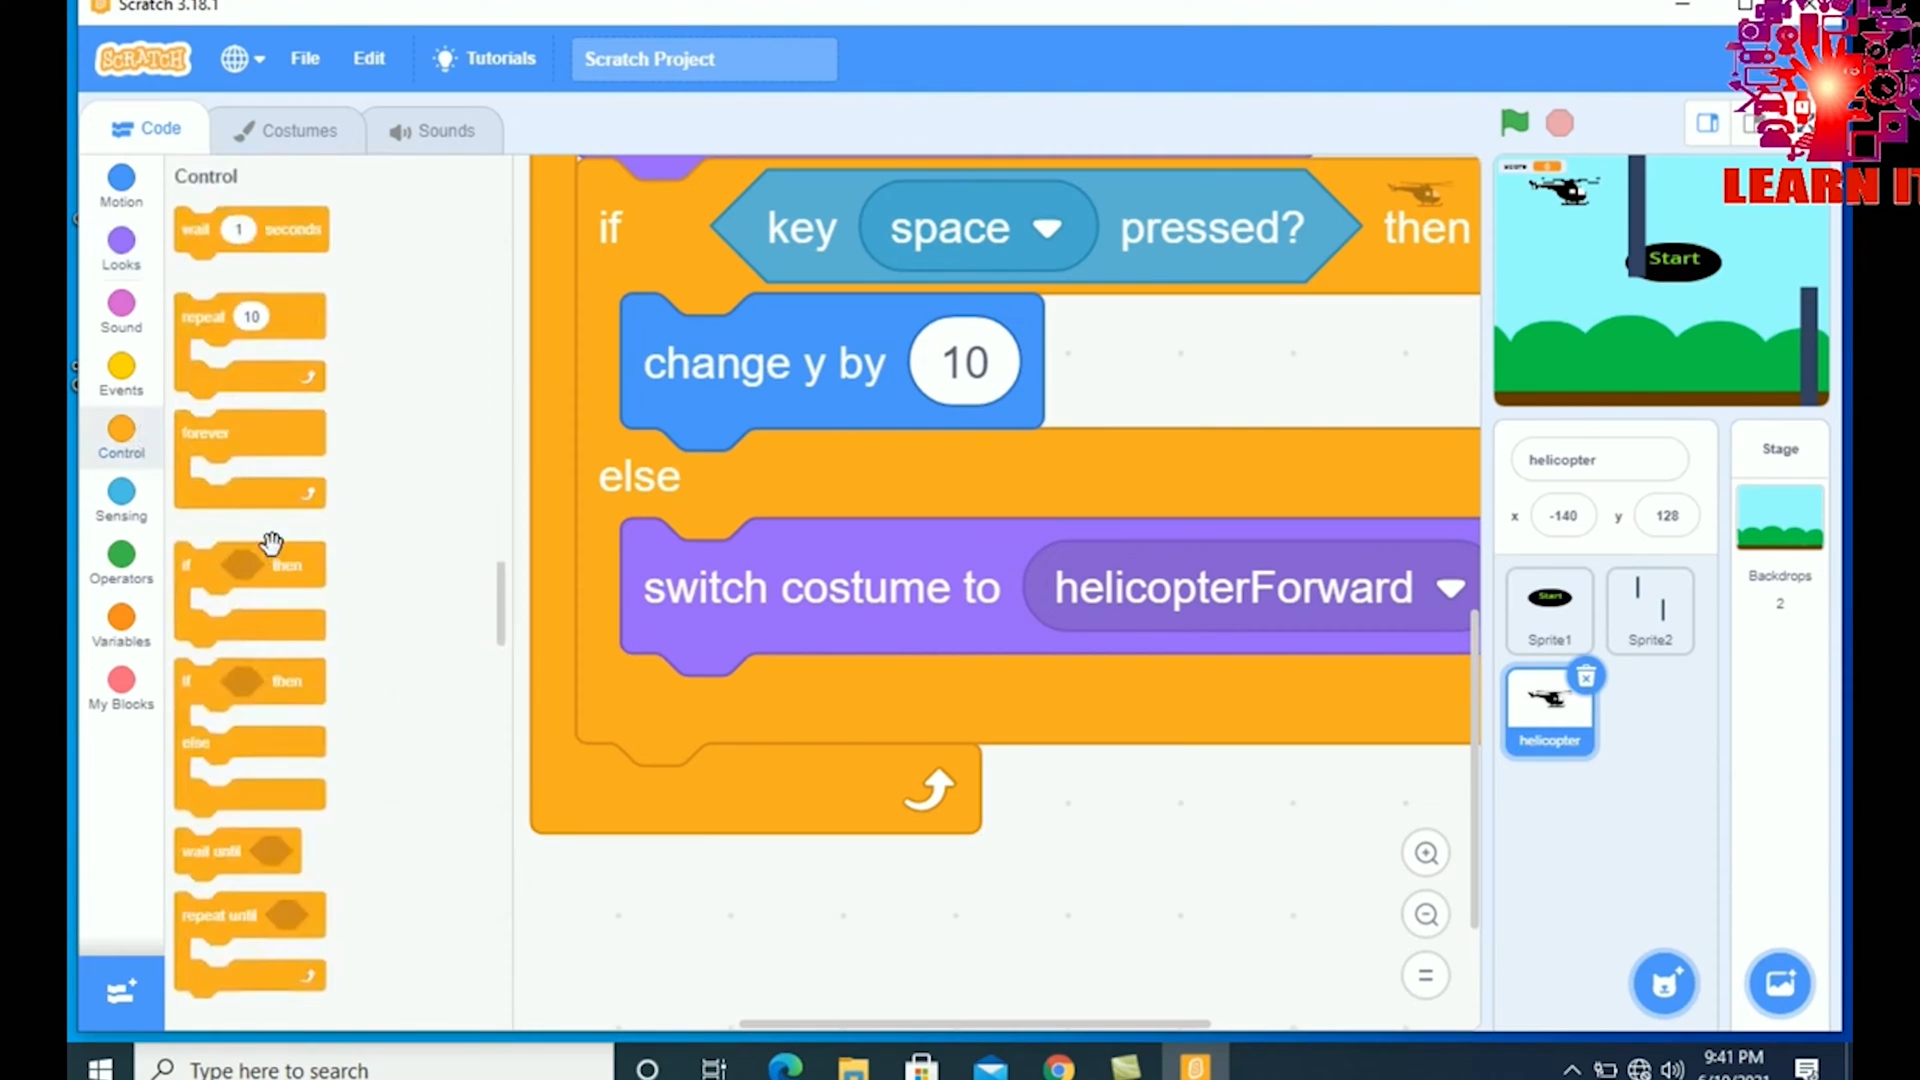 Scratch 3.18.1
SCRATCH
File
Edit
Tutorials
Scratch Project
Code
Costumes
Sounds
LEARN IT
Motion
Looks
Sound
Events
Control
Sensing
Operators
Variables
My Blocks
Control
wait 1 seconds
repeat 10
forever
if then
if then
else
wait until
repeat until
if key space pressed? then
change y by 10
else
switch costume to helicopterForward
Start
helicopter
x -140 y 128
Start
Sprite1
Sprite2
helicopter
Stage
Backdrops
2
Type here to search
9:41 PM